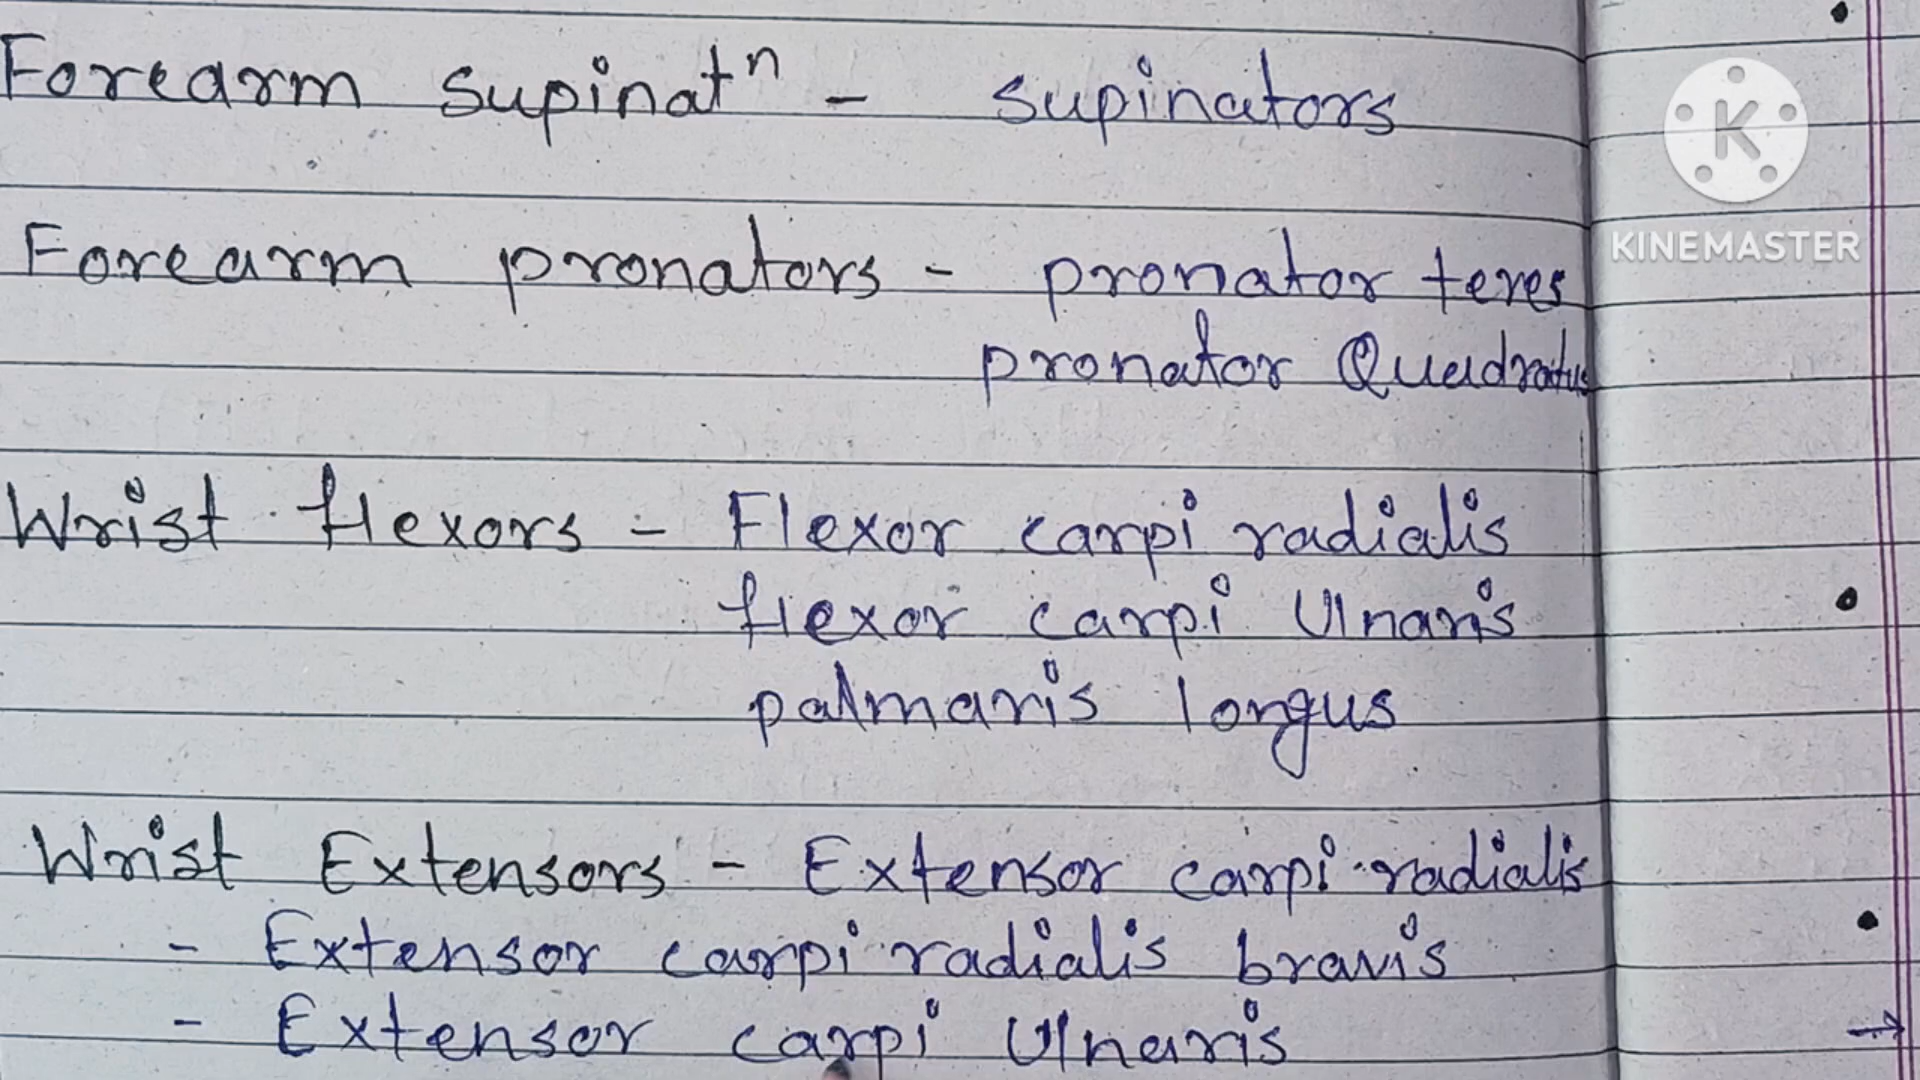 Forearm supinatⁿ - supinators
KINEMASTER
Forearm pronators - pronator teres
pronator Quadratus
Wrist flexors - Flexor carpi radialis
flexor carpi Ulnaris
palmaris longus
Wrist Extensors - Extensor carpi radialis
- Extensor carpi radialis bravis
- Extensor carpi Ulnaris